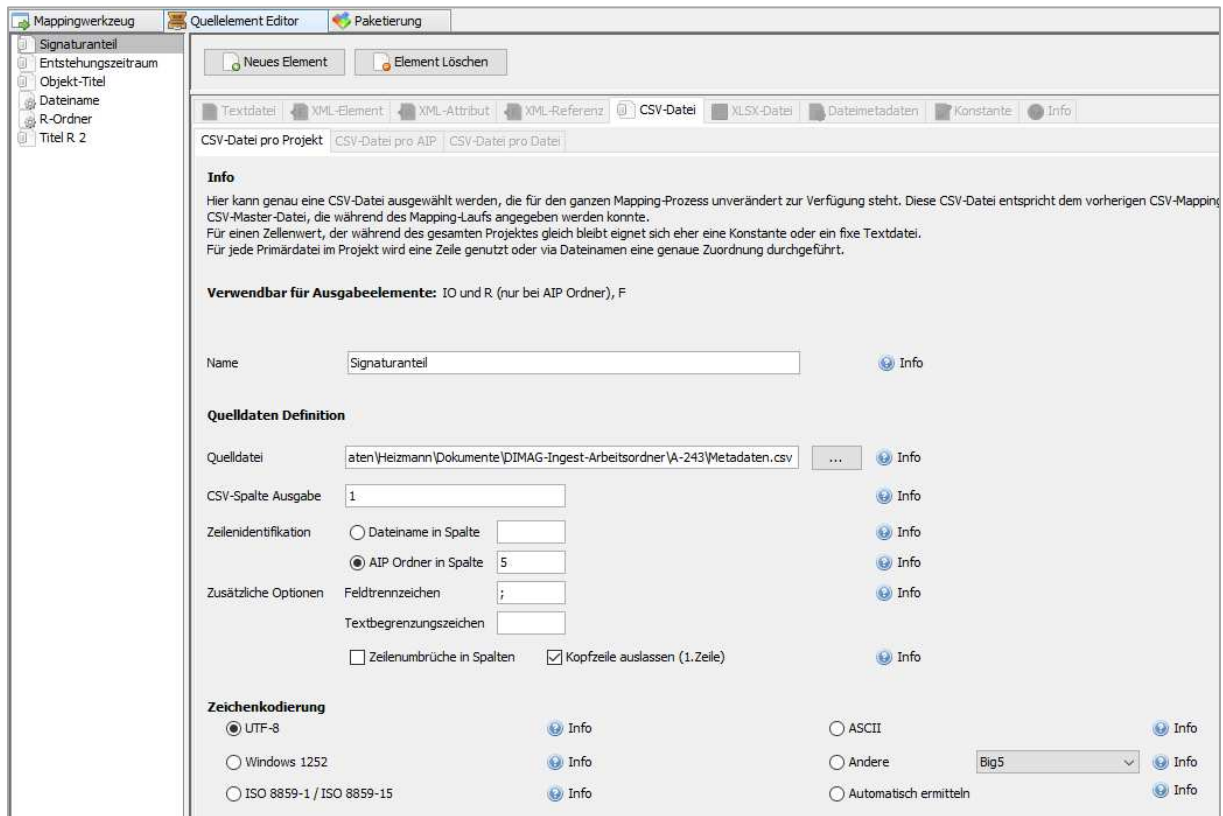 Mappingwerkzeug Quellelement Editor Paketierung
Signaturanteil
Entstehungszeitraum
Objekt-Titel
Dateiname
R-Ordner
Titel R 2
Neues Element Element Löschen
Textdatei XML-Element XML-Attribut XML-Referenz CSV-Datei XLSX-Datei Dateimetadaten Konstante Info
CSV-Datei pro Projekt CSV-Datei pro AIP CSV-Datei pro Datei
Info
Hier kann genau eine CSV-Datei ausgewählt werden, die für den ganzen Mapping-Prozess unverändert zur Verfügung steht. Diese CSV-Datei entspricht dem vorherigen CSV-Mapping
CSV-Master-Datei, die während des Mapping-Laufs angegeben werden konnte.
Für einen Zellenwert, der während des gesamten Projektes gleich bleibt eignet sich eher eine Konstante oder ein fixe Textdatei.
Für jede Primärdatei im Projekt wird eine Zeile genutzt oder via Dateinamen eine genaue Zuordnung durchgeführt.
Verwendbar für Ausgabeelemente: IO und R (nur bei AIP Ordner), F
Name Signaturanteil Info
Quelldaten Definition
Quelldatei aten\Heizmann\Dokumente\DIMAG-Ingest-Arbeitsordner\A-243\Metadaten.csv ... Info
CSV-Spalte Ausgabe 1 Info
Zeilenidentifikation Dateiname in Spalte Info
AIP Ordner in Spalte 5 Info
Zusätzliche Optionen Feldtrennzeichen ; Info
Textbegrenzungszeichen
Zeilenumbrüche in Spalten Kopfzeile auslassen (1.Zeile) Info
Zeichenkodierung
UTF-8 Info ASCII Info
Windows 1252 Info Andere Big5 Info
ISO 8859-1 / ISO 8859-15 Info Automatisch ermitteln Info